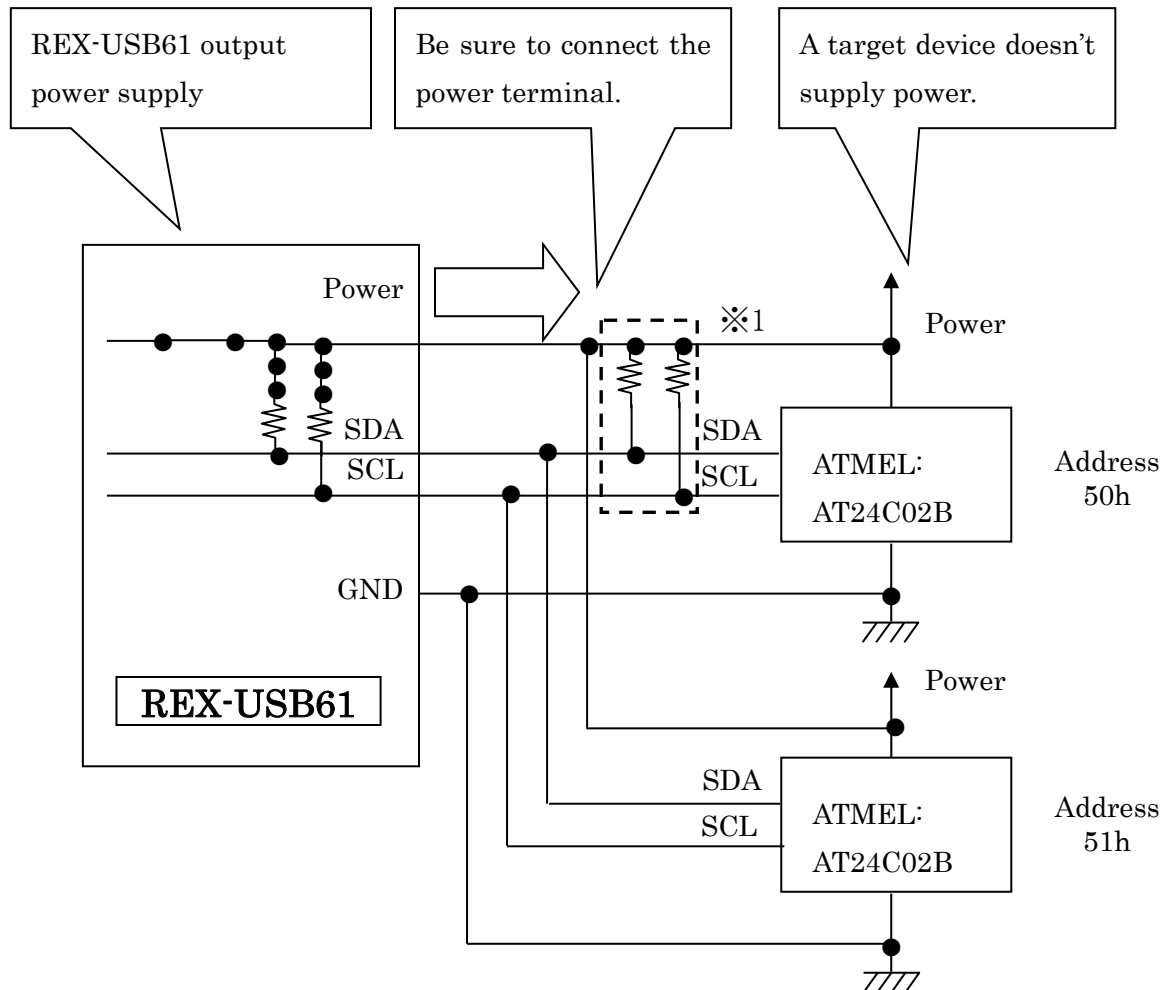 REX-USB61 output
power supply
Be sure to connect the
power terminal.
A target device doesn't
supply power.
Power
※1
Power
SDA
SCL
SDA
SCL
ATMEL:
AT24C02B
Address
50h
GND
REX-USB61
Power
SDA
SCL
ATMEL:
AT24C02B
Address
51h